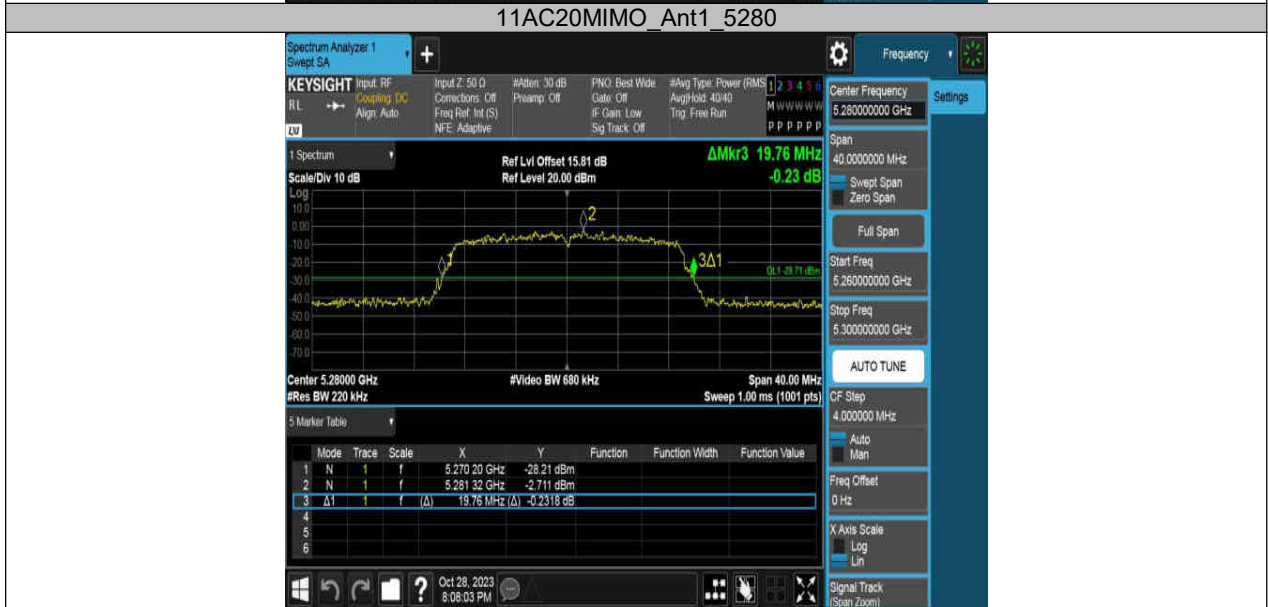 11AC20MIMO_Ant1_5280
Spectrum Analyzer 1
Swept SA
+
Frequency
KEYSIGHT
RL
LXI
Input: RF
Coupling: DC
Align: Auto
Input Z: 50 Ω
Corrections: Off
Freq Ref: Int (S)
NFE: Adaptive
#Atten: 30 dB
Preamp: Off
PNO: Best Wide
Gate: Off
IF Gain: Low
Sig Track: Off
#Avg Type: Power (RMS
Avg|Hold: 40/40
Trig: Free Run
1 2 3 4 5 6
M W W W W W
P P P P P P
Center Frequency
5.280000000 GHz
Settings
1 Spectrum
Scale/Div 10 dB
Ref Lvl Offset 15.81 dB
Ref Level 20.00 dBm
ΔMkr3 19.76 MHz
-0.23 dB
Log
10.0
0.00
-10.0
-20.0
-30.0
-40.0
-50.0
-60.0
-70.0
1
2
3Δ1
DL1 -28.71 dBm
Center 5.28000 GHz
#Res BW 220 kHz
#Video BW 680 kHz
Span 40.00 MHz
Sweep 1.00 ms (1001 pts)
Span
40.0000000 MHz
Swept Span
Zero Span
Full Span
Start Freq
5.260000000 GHz
Stop Freq
5.300000000 GHz
AUTO TUNE
CF Step
4.000000 MHz
Auto
Man
Freq Offset
0 Hz
X Axis Scale
Log
Lin
Signal Track
(Span Zoom)
5 Marker Table
Mode Trace Scale X Y Function Function Width Function Value
1 N 1 f 5.270 20 GHz -28.21 dBm
2 N 1 f 5.281 32 GHz -2.711 dBm
3 Δ1 1 f (Δ) 19.76 MHz (Δ) -0.2318 dB
4
5
6
?
Oct 28, 2023
8:08:03 PM